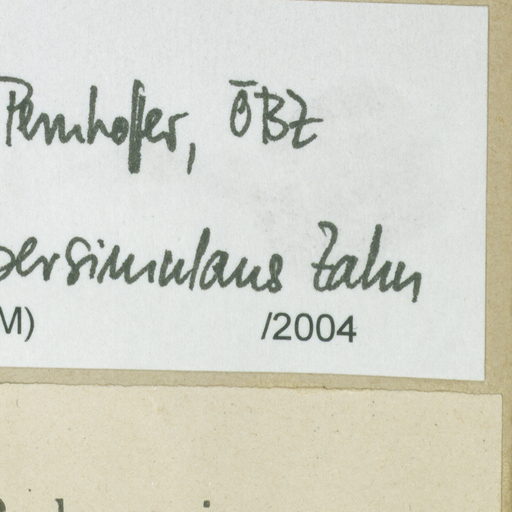 Pernhoffer, ÖBZ
persimulans Zahn
M) /2004